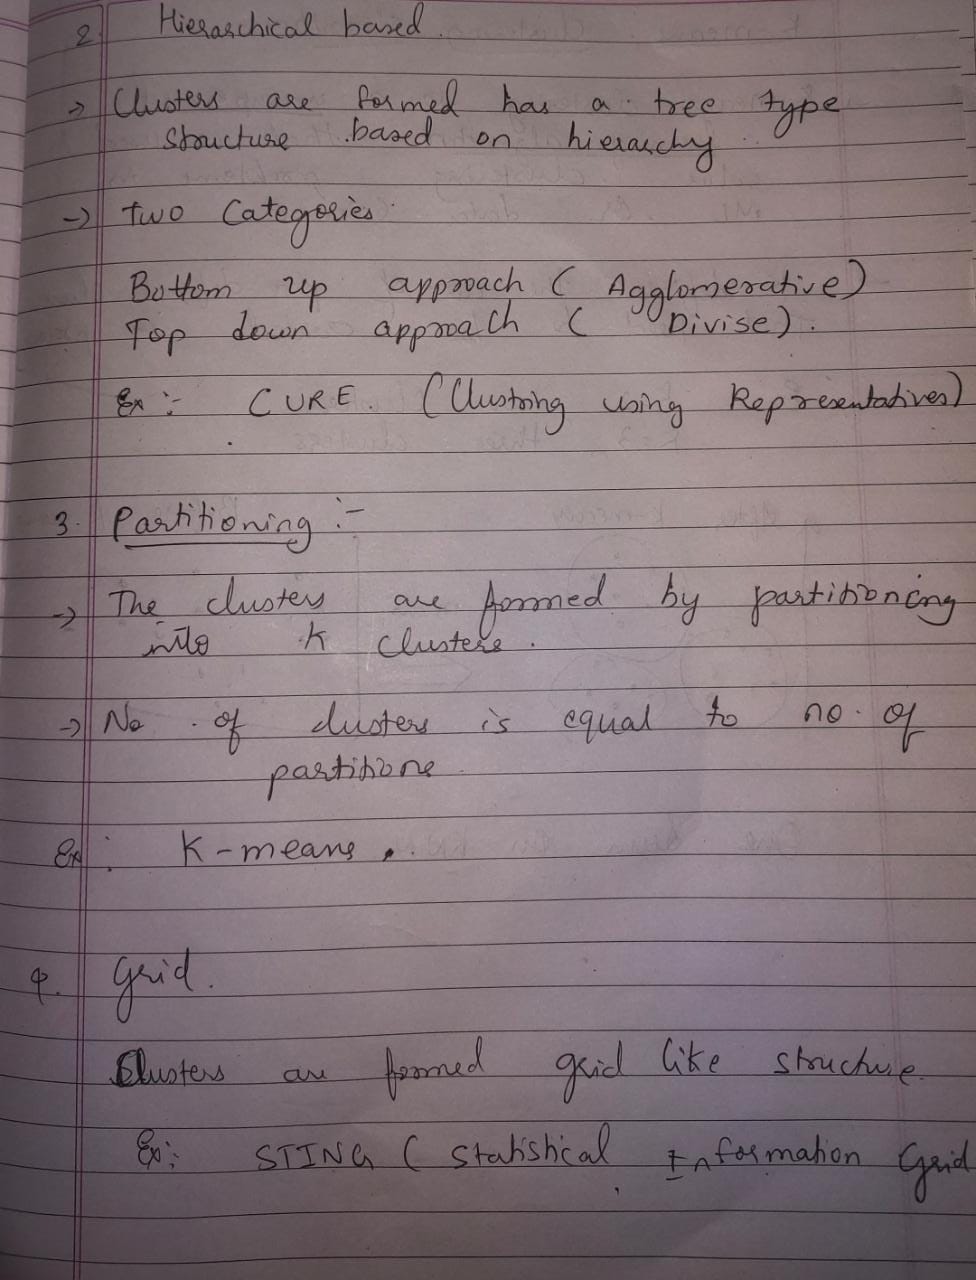 2. Hierarchical based.
→ Clusters are formed has a tree type
structure based on hierarchy
→ two Categories
Bottom up approach ( Agglomerative)
Top down approach ( Divise).
Ex :- CURE. (Clustring using Representatives)
3. Partitioning :-
→ The clusters are formed by partitioning
into K clusters.
→ No. of clusters is equal to no. of
partitions
Ex : K-means.
4. Grid.
Clusters are formed grid like structure.
Ex: STING ( Statistical Information Grid